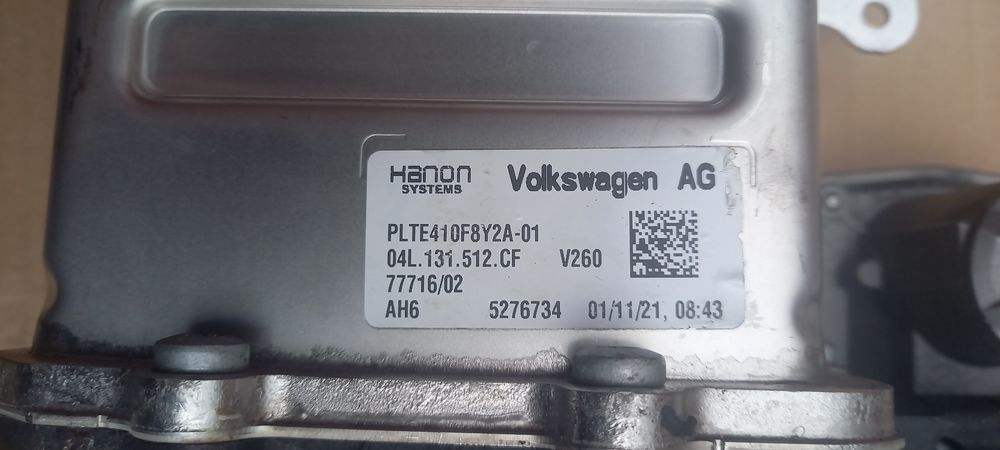 Hanon SYSTEMS Volkswagen AG
PLTE410F8Y2A-01
04L.131.512.CF V260
77716/02
AH6 5276734 01/11/21, 08:43